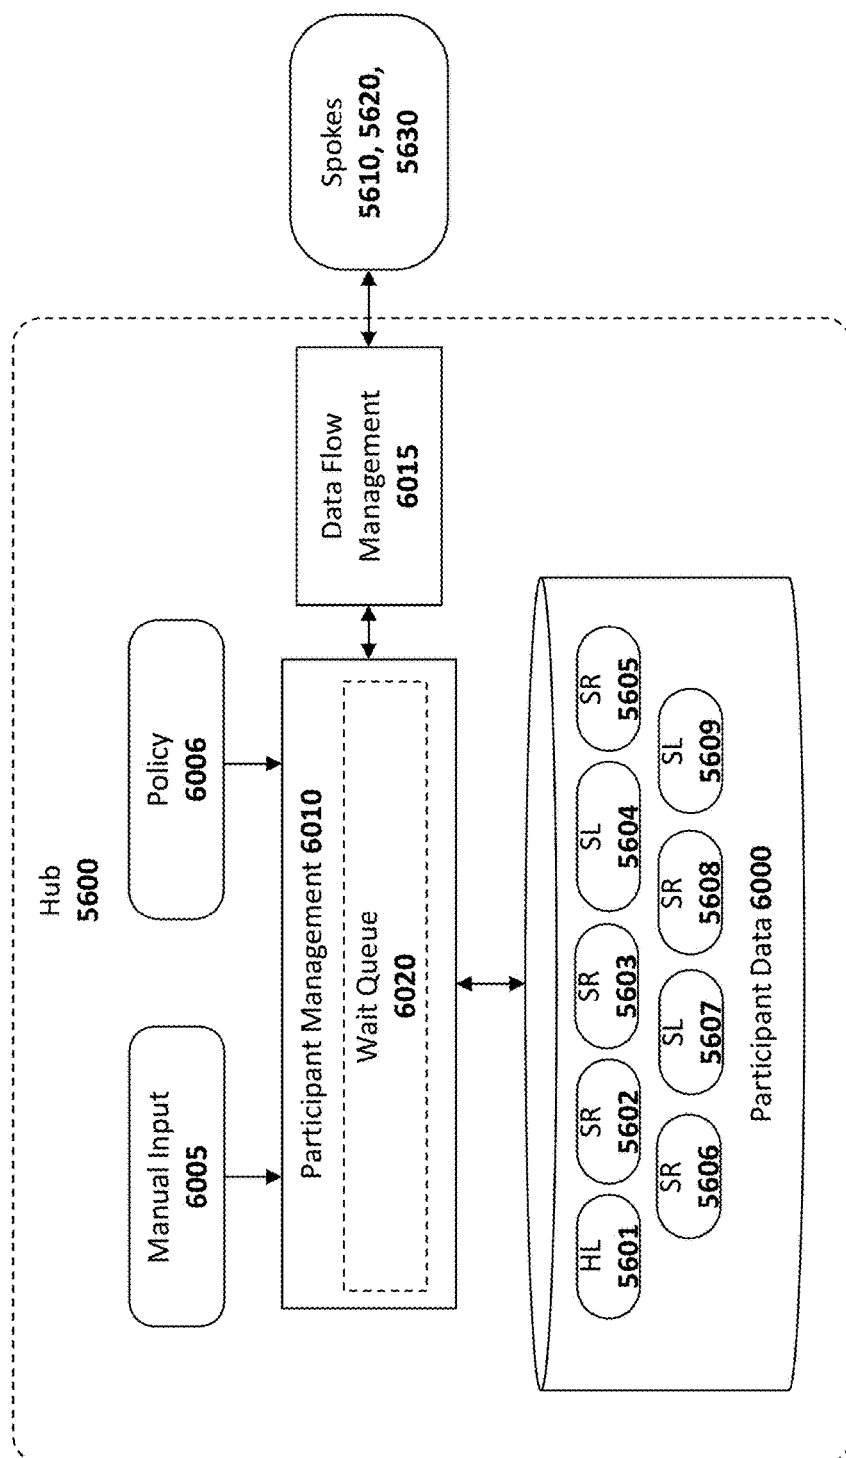 Hub
5600
Manual Input
6005
Policy
6006
Participant Management 6010
Wait Queue
6020
Data Flow
Management
6015
Spokes
5610, 5620,
5630
HL
5601
SR
5602
SR
5603
SL
5604
SR
5605
SR
5606
SL
5607
SR
5608
SL
5609
Participant Data 6000